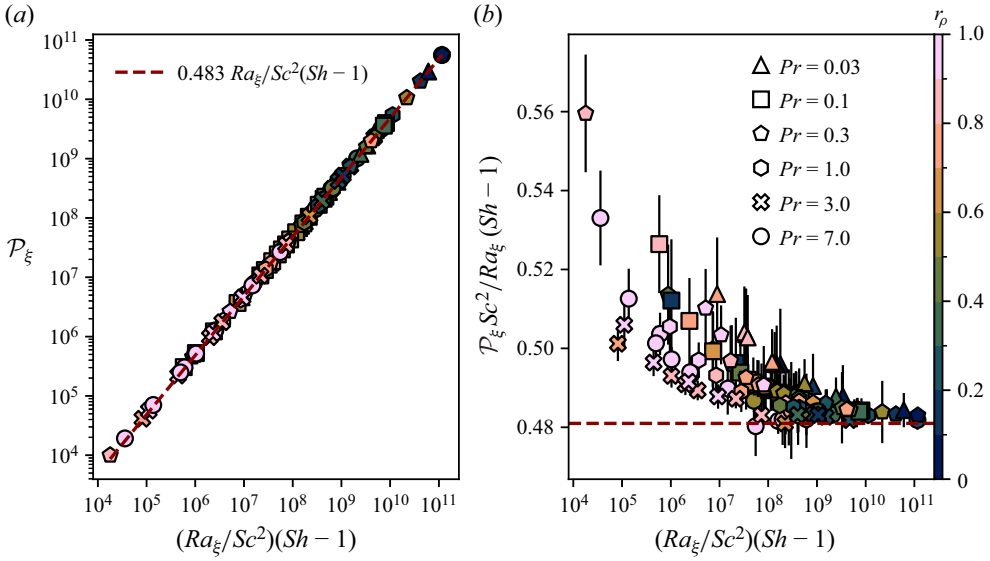 (a)
10^11
10^10
10^9
10^8
10^7
10^6
10^5
10^4
𝒫_ξ
0.483 Ra_ξ/Sc^2(Sh − 1)
10^4 10^5 10^6 10^7 10^8 10^9 10^10 10^11
(Ra_ξ/Sc^2)(Sh − 1)
(b)
0.56
0.54
0.52
0.50
0.48
𝒫_ξ Sc^2/Ra_ξ (Sh − 1)
Pr = 0.03
Pr = 0.1
Pr = 0.3
Pr = 1.0
Pr = 3.0
Pr = 7.0
10^4 10^5 10^6 10^7 10^8 10^9 10^10 10^11
(Ra_ξ/Sc^2)(Sh − 1)
r_ρ
1.0
0.8
0.6
0.4
0.2
0